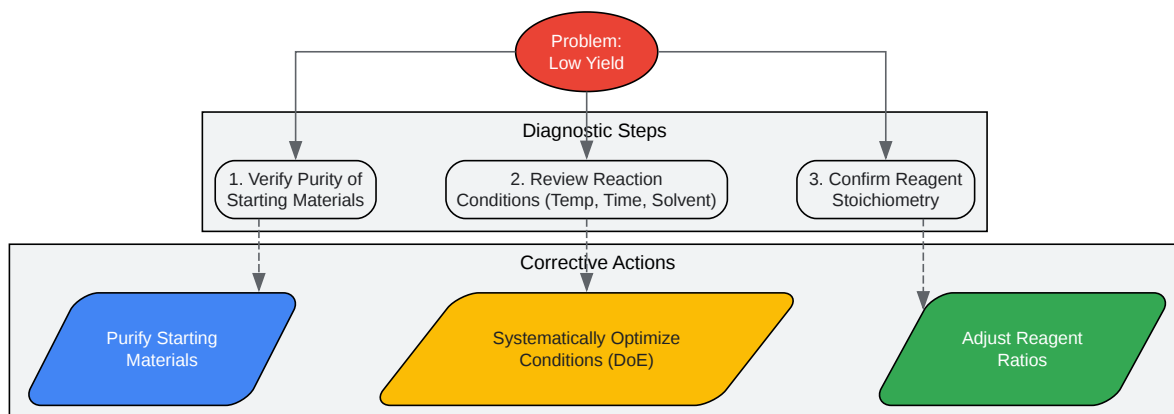 Problem:
Low Yield
Diagnostic Steps
1. Verify Purity of
Starting Materials
2. Review Reaction
Conditions (Temp, Time, Solvent)
3. Confirm Reagent
Stoichiometry
Corrective Actions
Purify Starting
Materials
Systematically Optimize
Conditions (DoE)
Adjust Reagent
Ratios